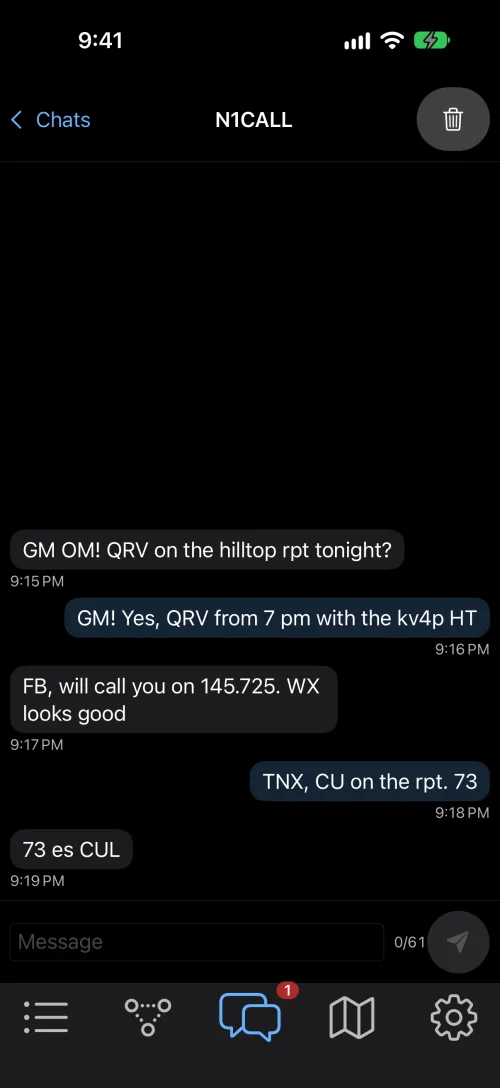 9:41
Chats
N1CALL
GM OM! QRV on the hilltop rpt tonight?
9:15 PM
GM! Yes, QRV from 7 pm with the kv4p HT
9:16 PM
FB, will call you on 145.725. WX
looks good
9:17 PM
TNX, CU on the rpt. 73
9:18 PM
73 es CUL
9:19 PM
Message
0/61
1